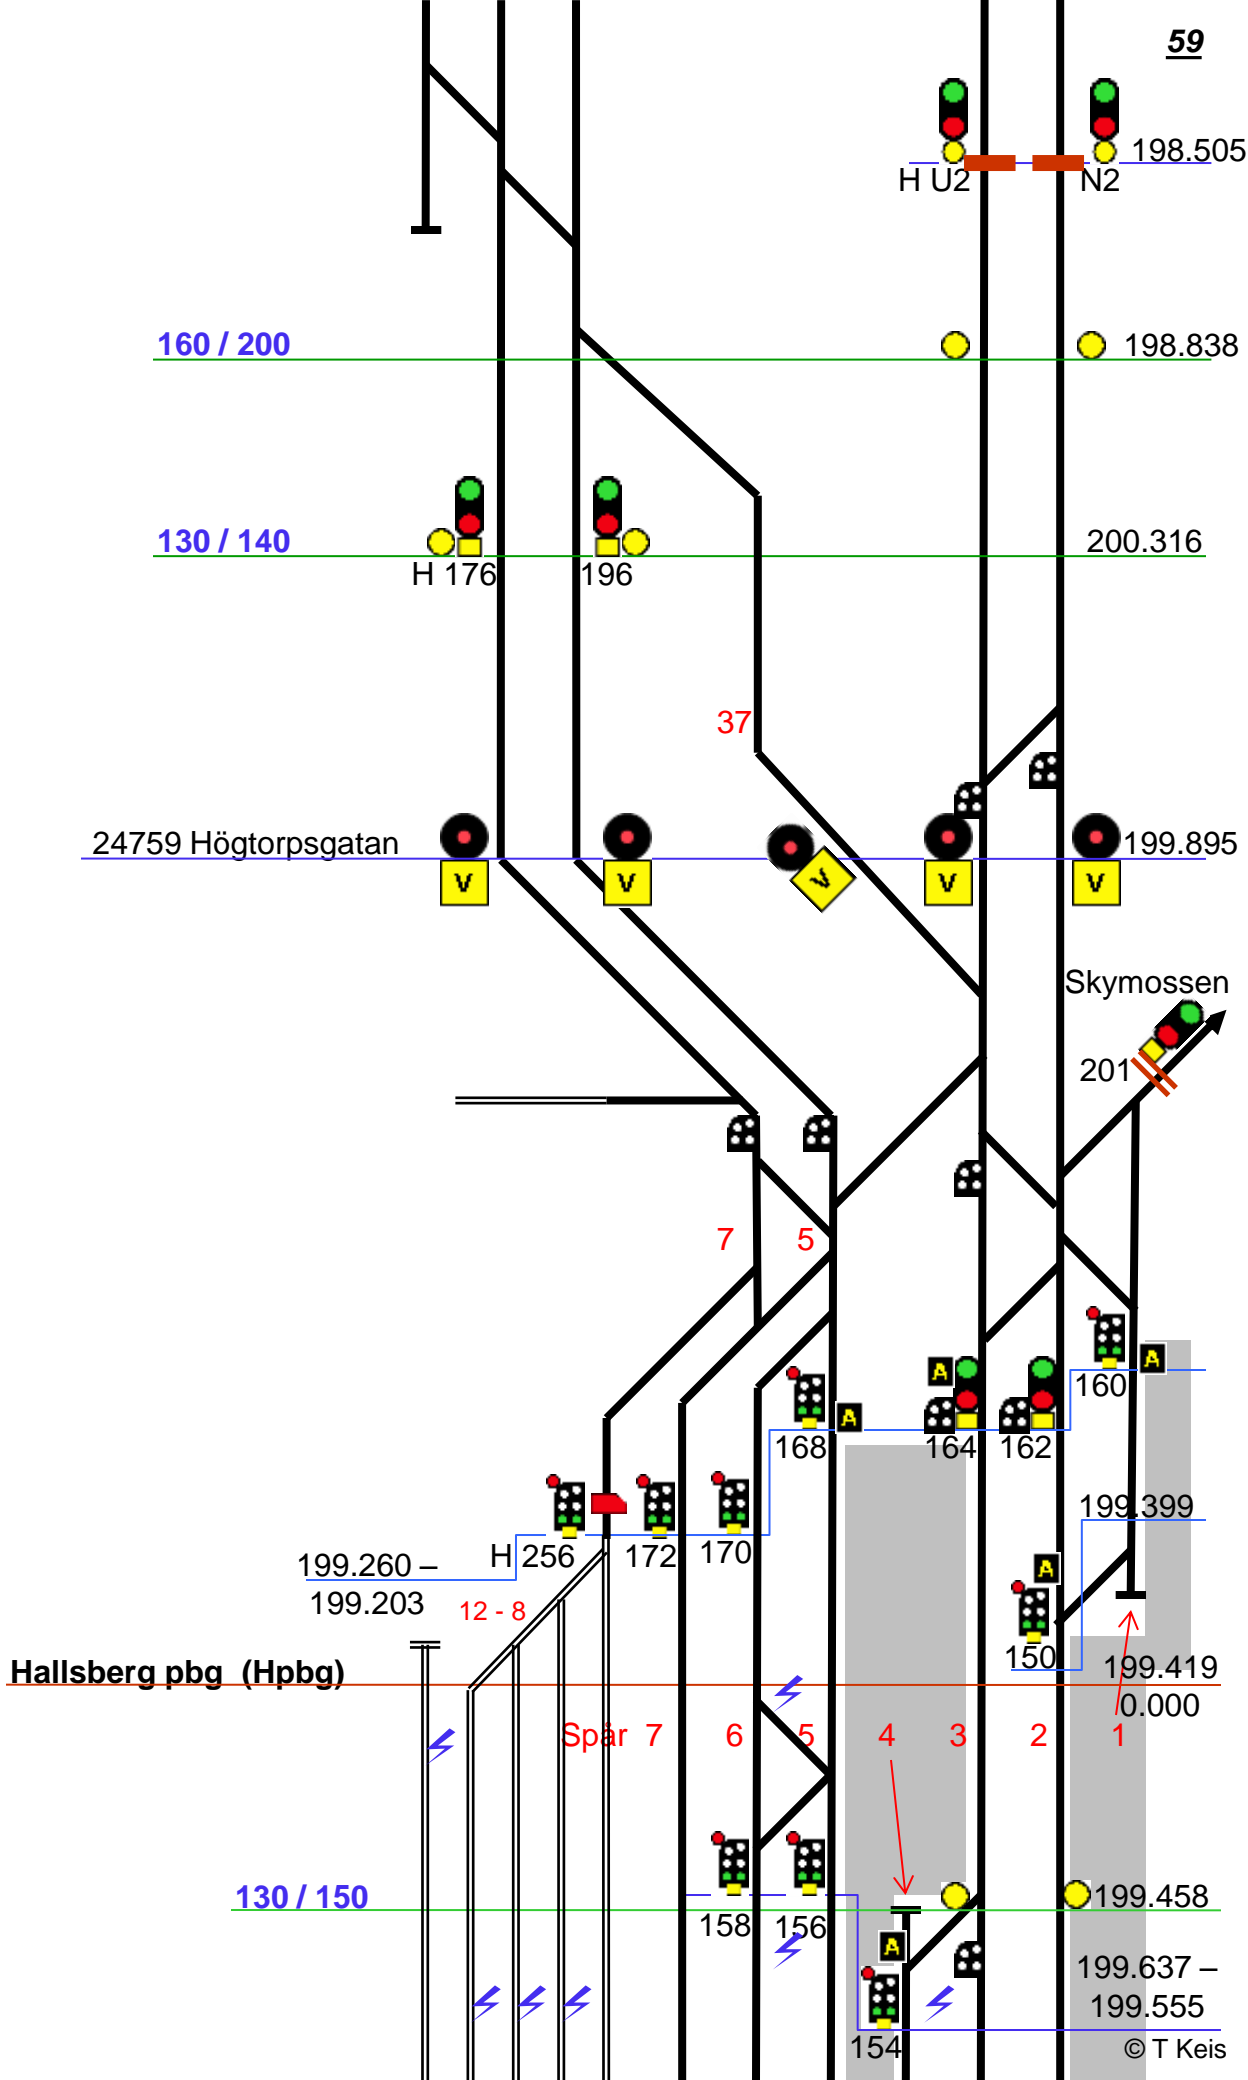 59
198.505
H U2
N2
160 / 200
198.838
130 / 140
200.316
H 176
196
37
24759 Högtorpsgatan
199.895
V
V
V
V
V
Skymossen
201
7
5
160
A
A
A
168
164
162
199.399
H 256
172
170
199.260 –
199.203
12 - 8
A
150
Hallsberg pbg (Hpbg)
199.419
0.000
Spår 7
6
5
4
3
2
1
130 / 150
199.458
158
156
A
199.637 –
199.555
154
© T Keis